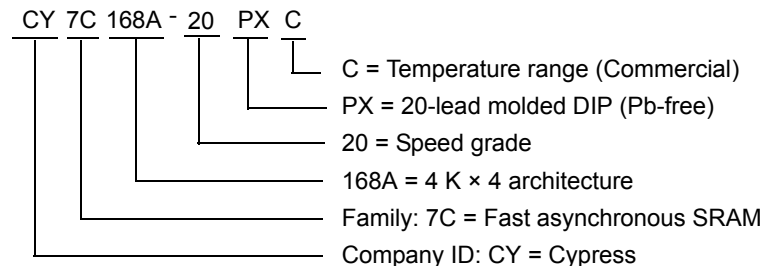 CY 7C 168A - 20 PX C
C = Temperature range (Commercial)
PX = 20-lead molded DIP (Pb-free)
20 = Speed grade
168A = 4 K × 4 architecture
Family: 7C = Fast asynchronous SRAM
Company ID: CY = Cypress